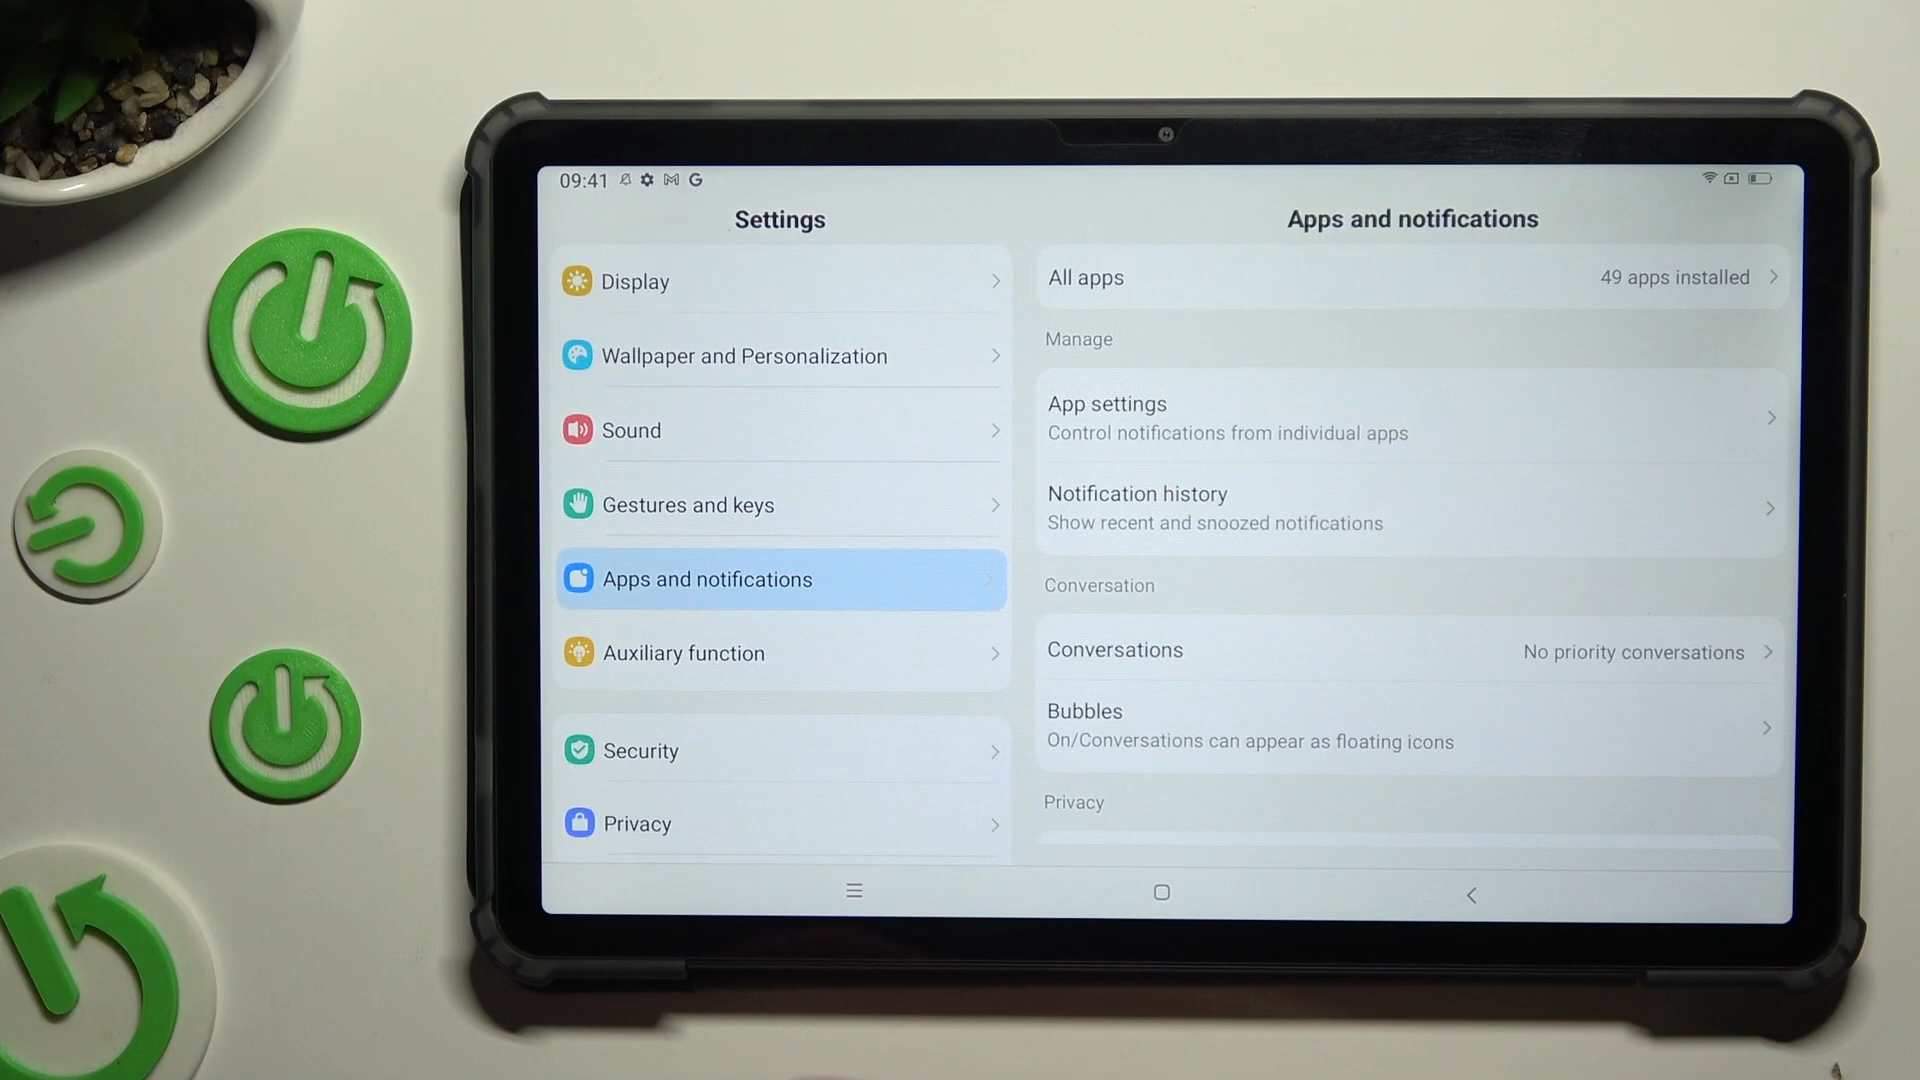 09:41
Settings
Display
Wallpaper and Personalization
Sound
Gestures and keys
Apps and notifications
Auxiliary function
Security
Privacy
Apps and notifications
All apps
49 apps installed
Manage
App settings
Control notifications from individual apps
Notification history
Show recent and snoozed notifications
Conversation
Conversations
No priority conversations
Bubbles
On/Conversations can appear as floating icons
Privacy